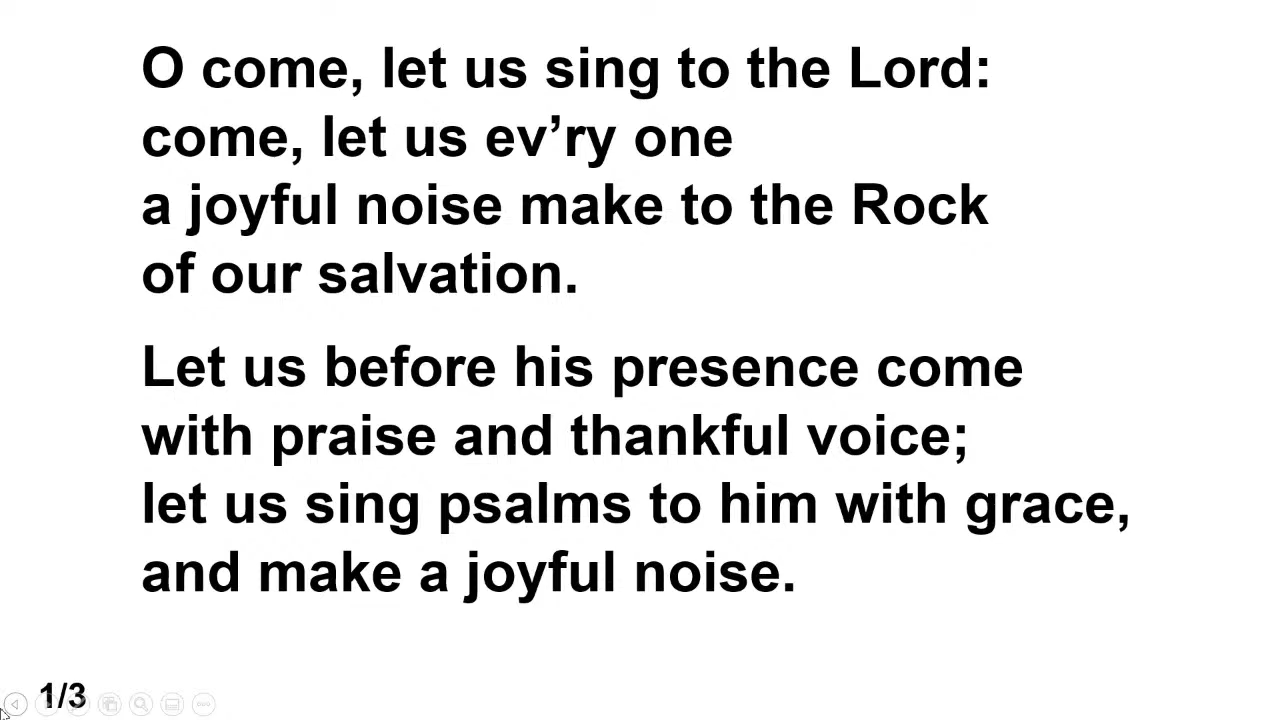 O come, let us sing to the Lord:
come, let us ev’ry one
a joyful noise make to the Rock
of our salvation.
Let us before his presence come
with praise and thankful voice;
let us sing psalms to him with grace,
and make a joyful noise.
1/3